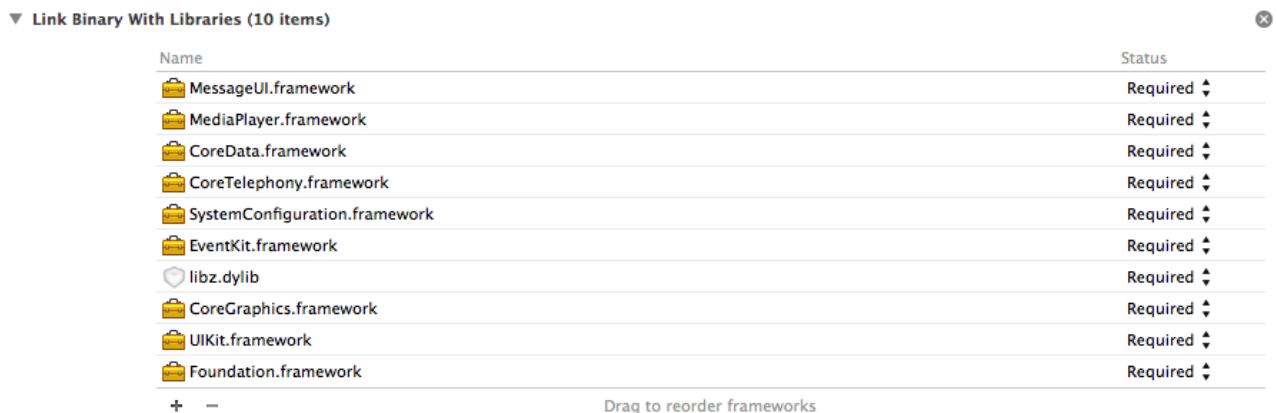 Link Binary With Libraries (10 items)
Name Status
MessageUI.framework Required
MediaPlayer.framework Required
CoreData.framework Required
CoreTelephony.framework Required
SystemConfiguration.framework Required
EventKit.framework Required
libz.dylib Required
CoreGraphics.framework Required
UIKit.framework Required
Foundation.framework Required
+ − Drag to reorder frameworks